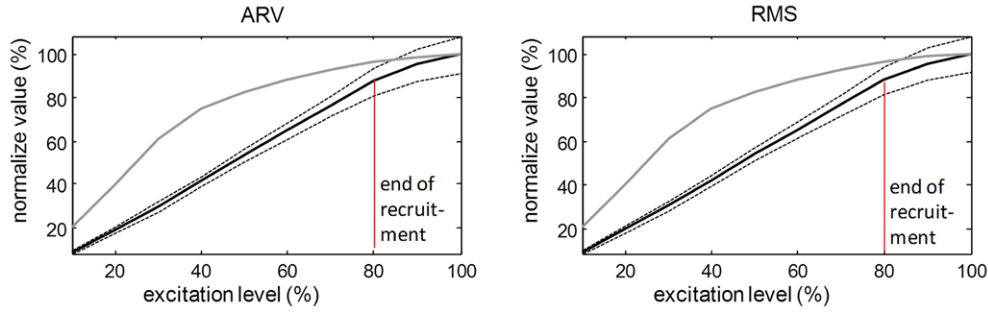 ARV
normalize value (%)
100
80
60
40
20
end of
recruit-
ment
20
40
60
80
100
excitation level (%)
RMS
normalize value (%)
100
80
60
40
20
end of
recruit-
ment
20
40
60
80
100
excitation level (%)